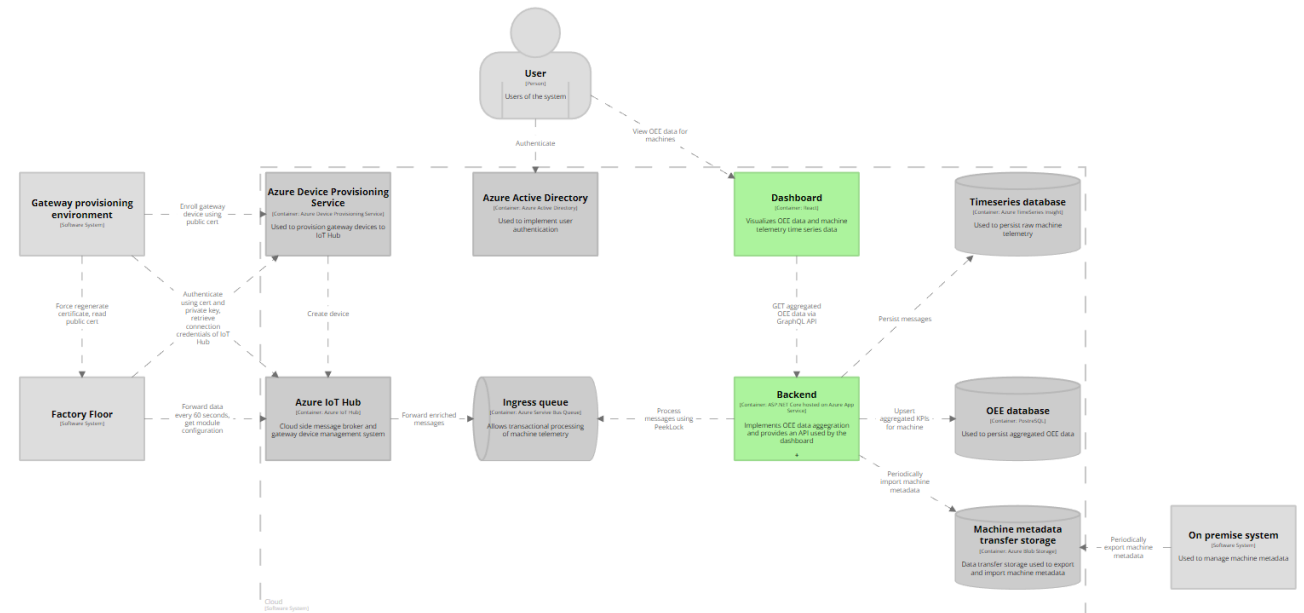 User
[Person]
Users of the system
Authenticate
View OEE data for
machines
Gateway provisioning
environment
[Software System]
Enroll gateway
device using
public cert
Azure Device Provisioning
Service
[Container: Azure Device Provisioning Service]
Used to provision gateway devices to
IoT Hub
Azure Active Directory
[Container: Azure Active Directory]
Used to implement user
authentication
Dashboard
[Container: React]
Visualizes OEE data and machine
telemetry time series data
Timeseries database
[Container: Azure TimeSeries Insight]
Used to persist raw machine
telemetry
Force regenerate
certificate, read
public cert
Authenticate
using cert and
private key,
retrieve
connection
credentials of IoT
Hub
Create device
GET aggregated
OEE data via
GraphQL API
Persist messages
Factory Floor
[Software System]
Forward data
every 60 seconds,
get module
configuration
Azure IoT Hub
[Container: Azure IoT Hub]
Cloud side message broker and
gateway device management system
Forward enriched
messages
Ingress queue
[Container: Azure Service Bus Queue]
Allows transactional processing
of machine telemetry
Process
messages using
PeekLock
Backend
[Container: ASP.NET Core hosted on Azure App
Service]
Implements OEE data aggegration
and provides an API used by the
dashboard
+
Upsert
aggregated KPIs
for machine
OEE database
[Container: PostreSQL]
Used to persist aggregated OEE data
Periodically
import machine
metadata
Machine metadata
transfer storage
[Container: Azure Blob Storage]
Data transfer storage used to export
and import machine metadata
Periodically
export machine
metadata
On premise system
[Software System]
Used to manage machine metadata
Cloud
[Software System]